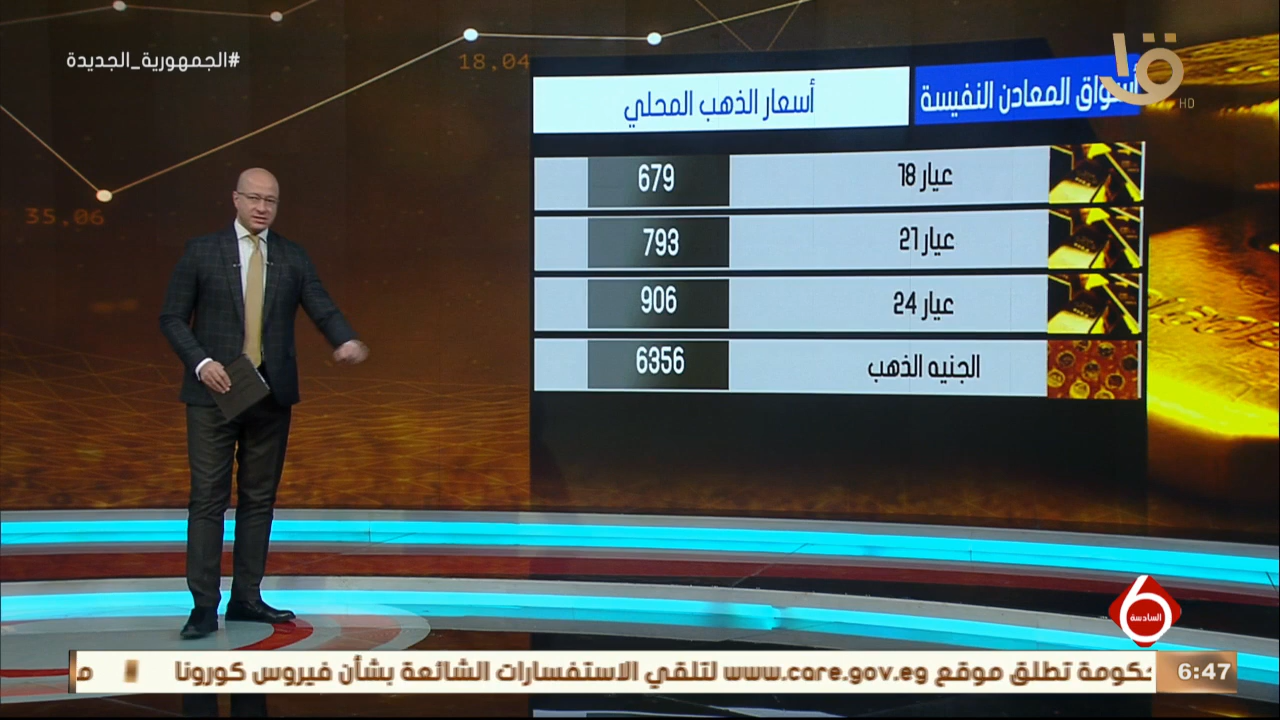 #الجمهورية_الجديدة
18.04
35.06
HD
أسواق المعادن النفيسة
أسعار الذهب المحلي
عيار 18 679
عيار 21 793
عيار 24 906
الجنيه الذهب 6356
6
السادسة
6:47
حكومة تطلق موقع www.care.gov.eg لتلقي الاستفسارات الشائعة بشأن فيروس كورونا